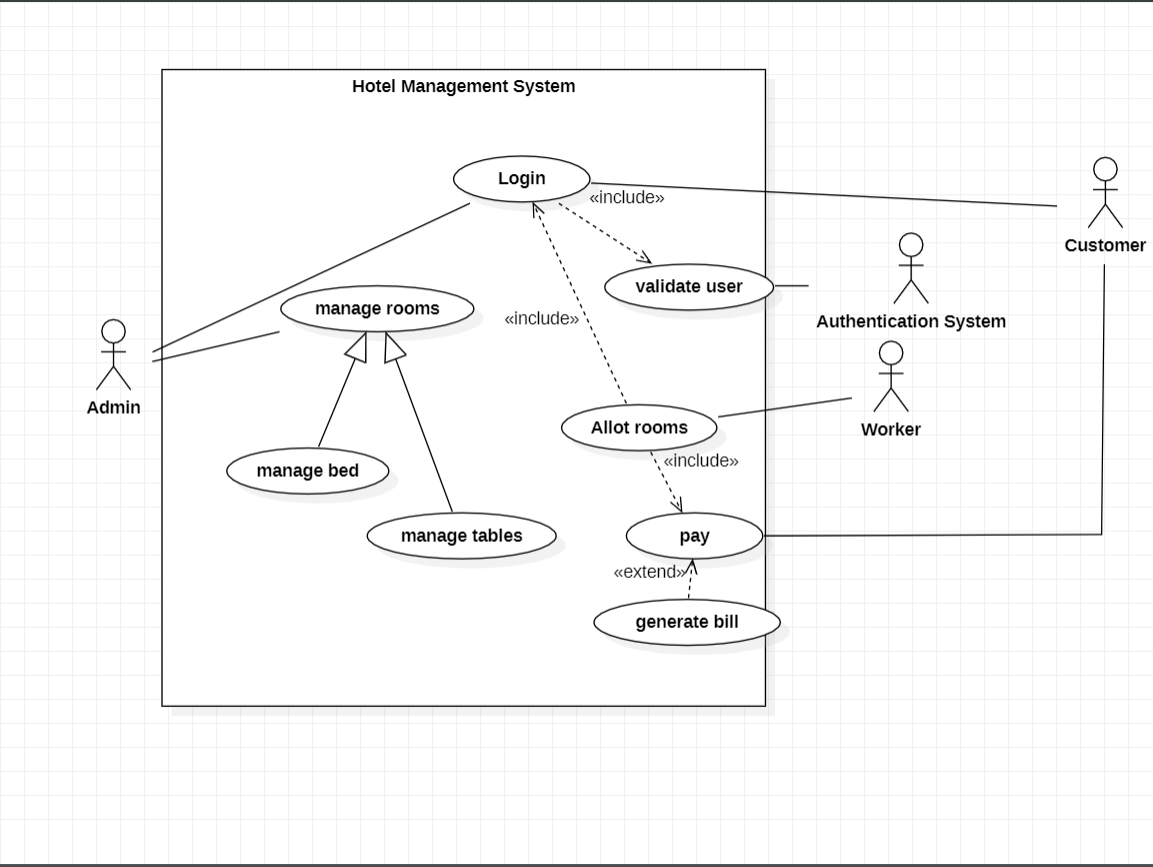 Hotel Management System
Login
«include»
Customer
validate user
Authentication System
manage rooms
«include»
Admin
Allot rooms
Worker
«include»
manage bed
manage tables
pay
«extend»
generate bill